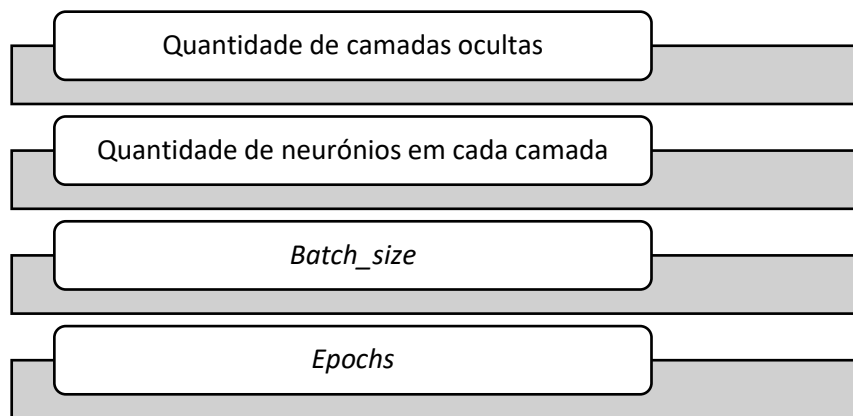 Quantidade de camadas ocultas
Quantidade de neurónios em cada camada
Batch_size
Epochs